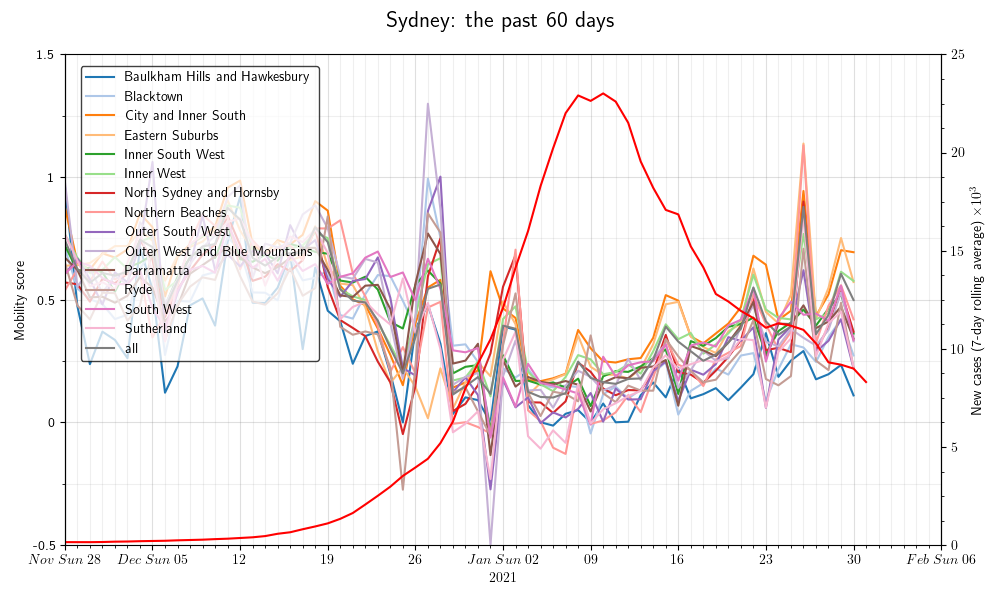 Sydney: the past 60 days
1.5
1
0.5
0
-0.5
Mobility score
Baulkham Hills and Hawkesbury
Blacktown
City and Inner South
Eastern Suburbs
Inner South West
Inner West
North Sydney and Hornsby
Northern Beaches
Outer South West
Outer West and Blue Mountains
Parramatta
Ryde
South West
Sutherland
all
25
20
15
10
5
0
New cases (7-day rolling average) ×10³
Nov Sun 28 Dec Sun 05 12 19 26 Jan Sun 02 09 16 23 30 Feb Sun 06
2021